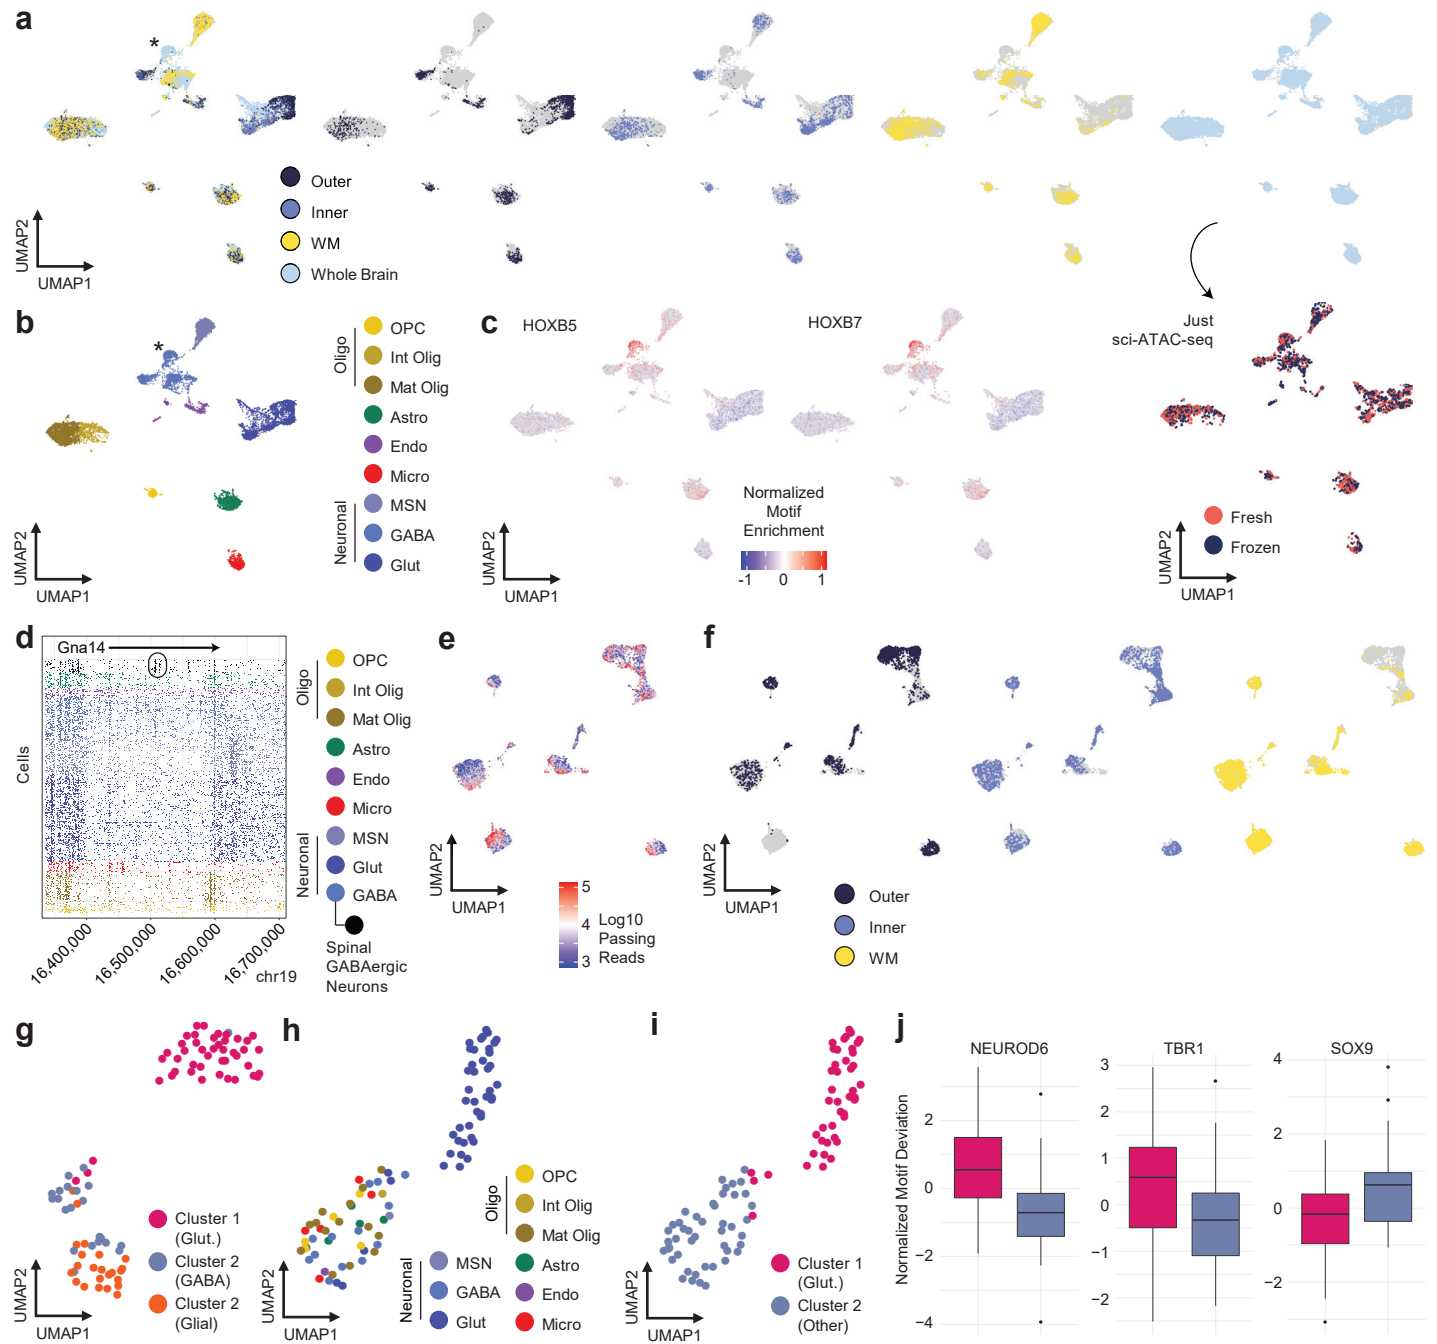 a
*
Outer
Inner
WM
Whole Brain
UMAP2
UMAP1
b
*
Oligo
OPC
Int Olig
Mat Olig
Astro
Endo
Micro
Neuronal
MSN
GABA
Glut
UMAP2
UMAP1
c
HOXB5
HOXB7
Normalized
Motif
Enrichment
-1 0 1
UMAP2
UMAP1
Just
sci-ATAC-seq
Fresh
Frozen
UMAP2
UMAP1
d
Gna14
Cells
16,400,000
16,500,000
16,600,000
16,700,000
chr19
Oligo
OPC
Int Olig
Mat Olig
Astro
Endo
Micro
Neuronal
MSN
Glut
GABA
Spinal
GABAergic
Neurons
e
UMAP2
UMAP1
5
4
3
Log10
Passing
Reads
f
UMAP2
UMAP1
Outer
Inner
WM
g
Cluster 1
(Glut.)
Cluster 2
(GABA)
Cluster 2
(Glial)
UMAP2
UMAP1
h
Oligo
OPC
Int Olig
Mat Olig
Neuronal
MSN
GABA
Glut
Astro
Endo
Micro
UMAP2
UMAP1
i
Cluster 1
(Glut.)
Cluster 2
(Other)
UMAP2
UMAP1
j
Normalized Motif Deviation
NEUROD6
2
0
−2
−4
TBR1
3
2
1
0
−1
−2
SOX9
4
2
0
−2